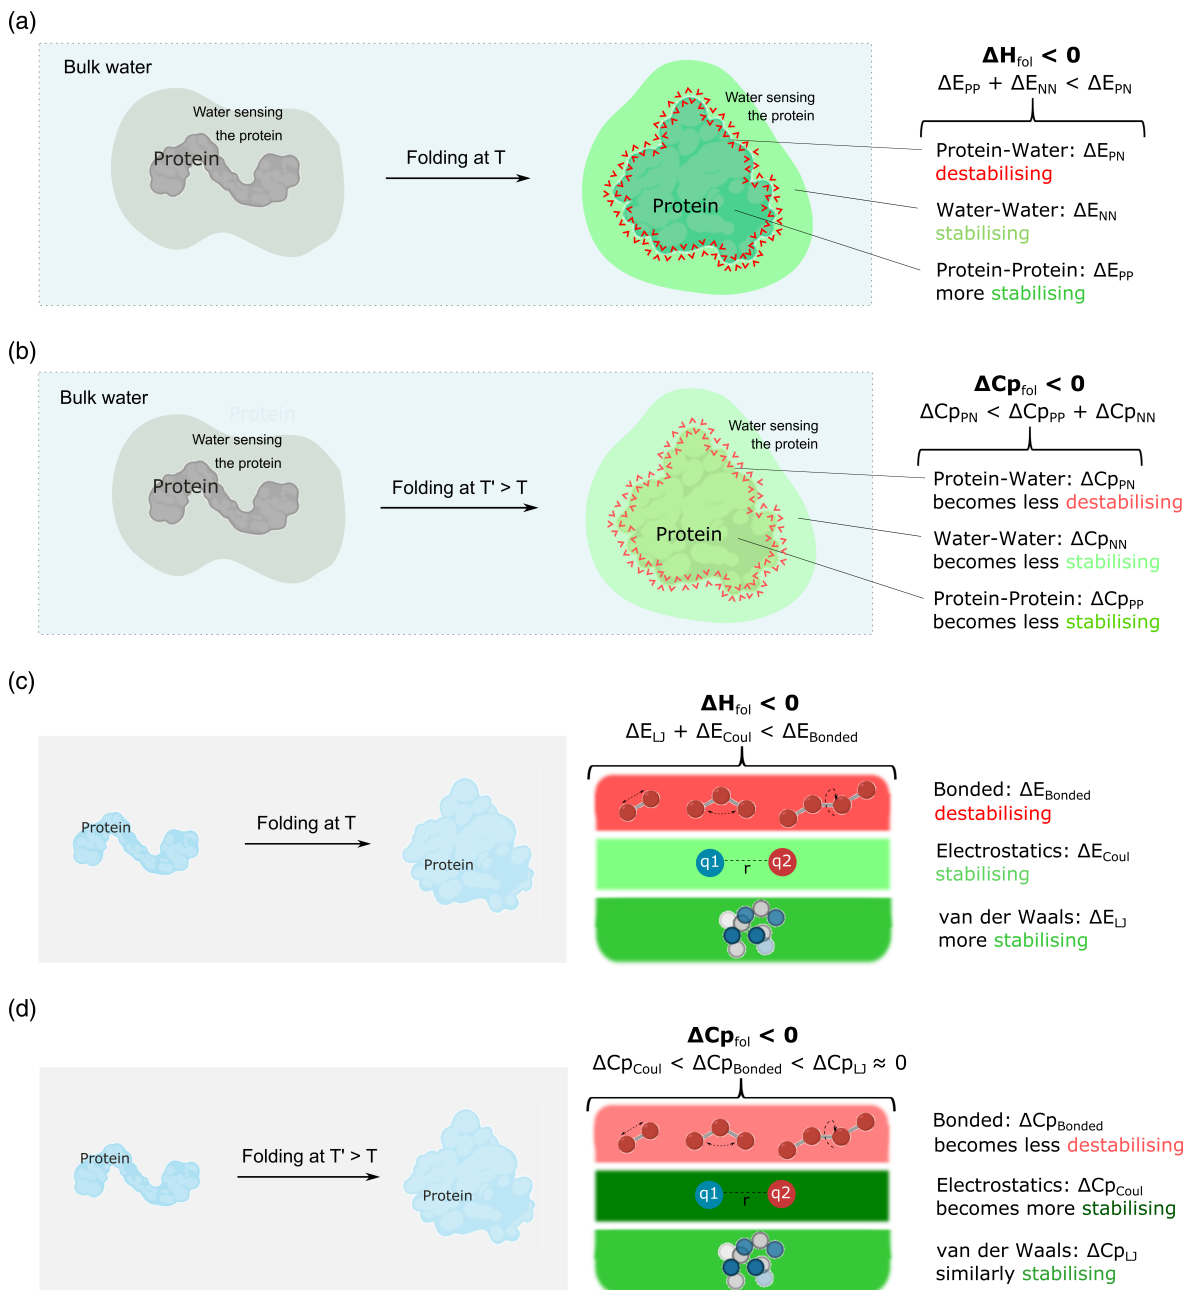 (a)
Bulk water
Water sensing
the protein
Protein
Folding at T
Water sensing
the protein
Protein
ΔH_fol < 0
ΔE_PP + ΔE_NN < ΔE_PN
Protein-Water: ΔE_PN
destabilising
Water-Water: ΔE_NN
stabilising
Protein-Protein: ΔE_PP
more stabilising
(b)
Bulk water
Protein
Water sensing
the protein
Protein
Folding at T' > T
Water sensing
the protein
Protein
ΔCp_fol < 0
ΔCp_PN < ΔCp_PP + ΔCp_NN
Protein-Water: ΔCp_PN
becomes less destabilising
Water-Water: ΔCp_NN
becomes less stabilising
Protein-Protein: ΔCp_PP
becomes less stabilising
(c)
Protein
Folding at T
Protein
ΔH_fol < 0
ΔE_LJ + ΔE_Coul < ΔE_Bonded
q1
r
q2
Bonded: ΔE_Bonded
destabilising
Electrostatics: ΔE_Coul
stabilising
van der Waals: ΔE_LJ
more stabilising
(d)
Protein
Folding at T' > T
Protein
ΔCp_fol < 0
ΔCp_Coul < ΔCp_Bonded < ΔCp_LJ ≈ 0
q1
r
q2
Bonded: ΔCp_Bonded
becomes less destabilising
Electrostatics: ΔCp_Coul
becomes more stabilising
van der Waals: ΔCp_LJ
similarly stabilising